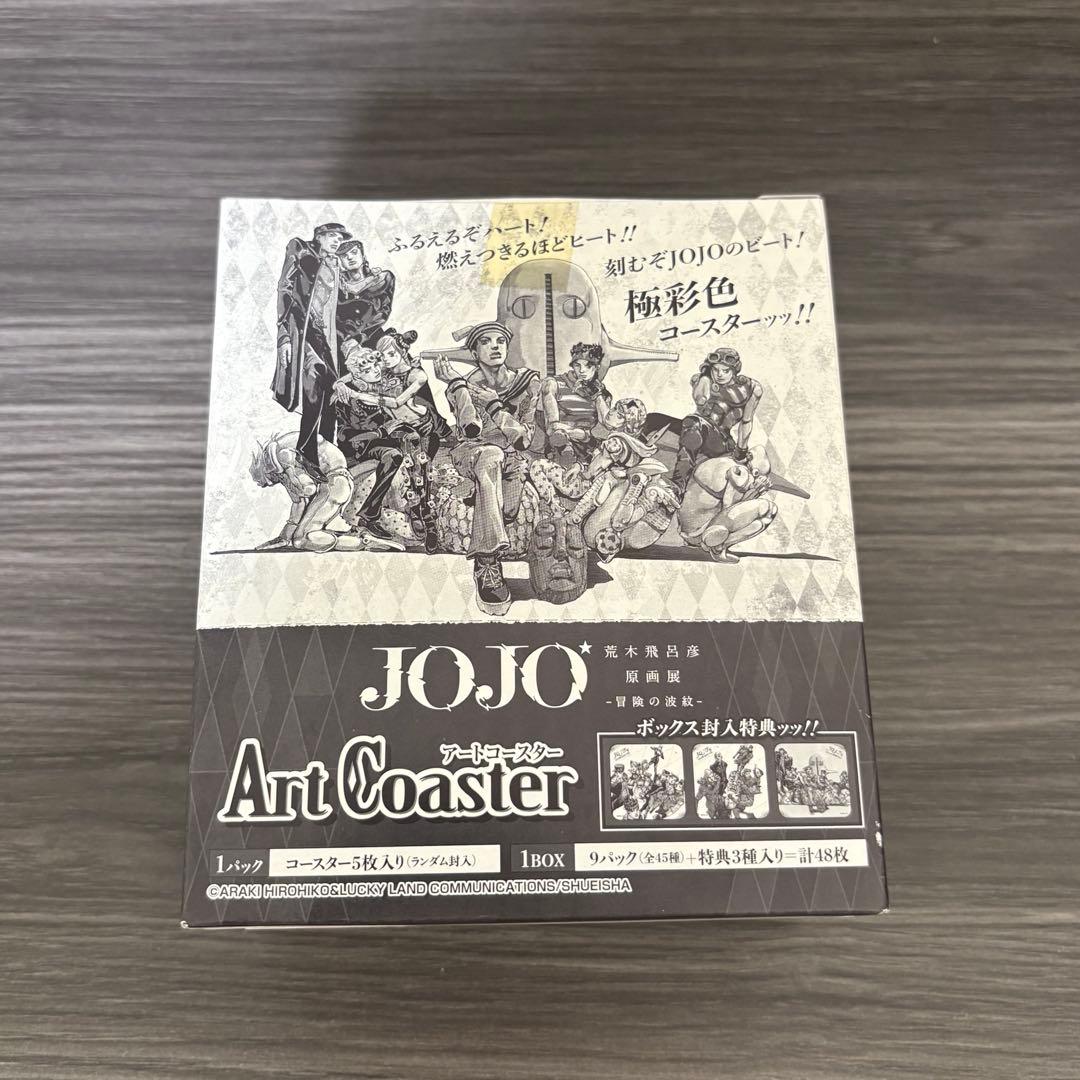 ふるえるぞハート!
燃えつきるほどヒート!!
刻むぞJOJOのビート!
極彩色
コースターッッ!!
JOJO
荒木飛呂彦
原画展
-冒険の波紋-
ボックス封入特典ッッ!!
アートコースター
Art Coaster
1パック コースター5枚入り(ランダム封入) 1BOX 9パック(全45種)+特典3種入り=計48枚
©ARAKI HIROHIKO&LUCKY LAND COMMUNICATIONS/SHUEISHA